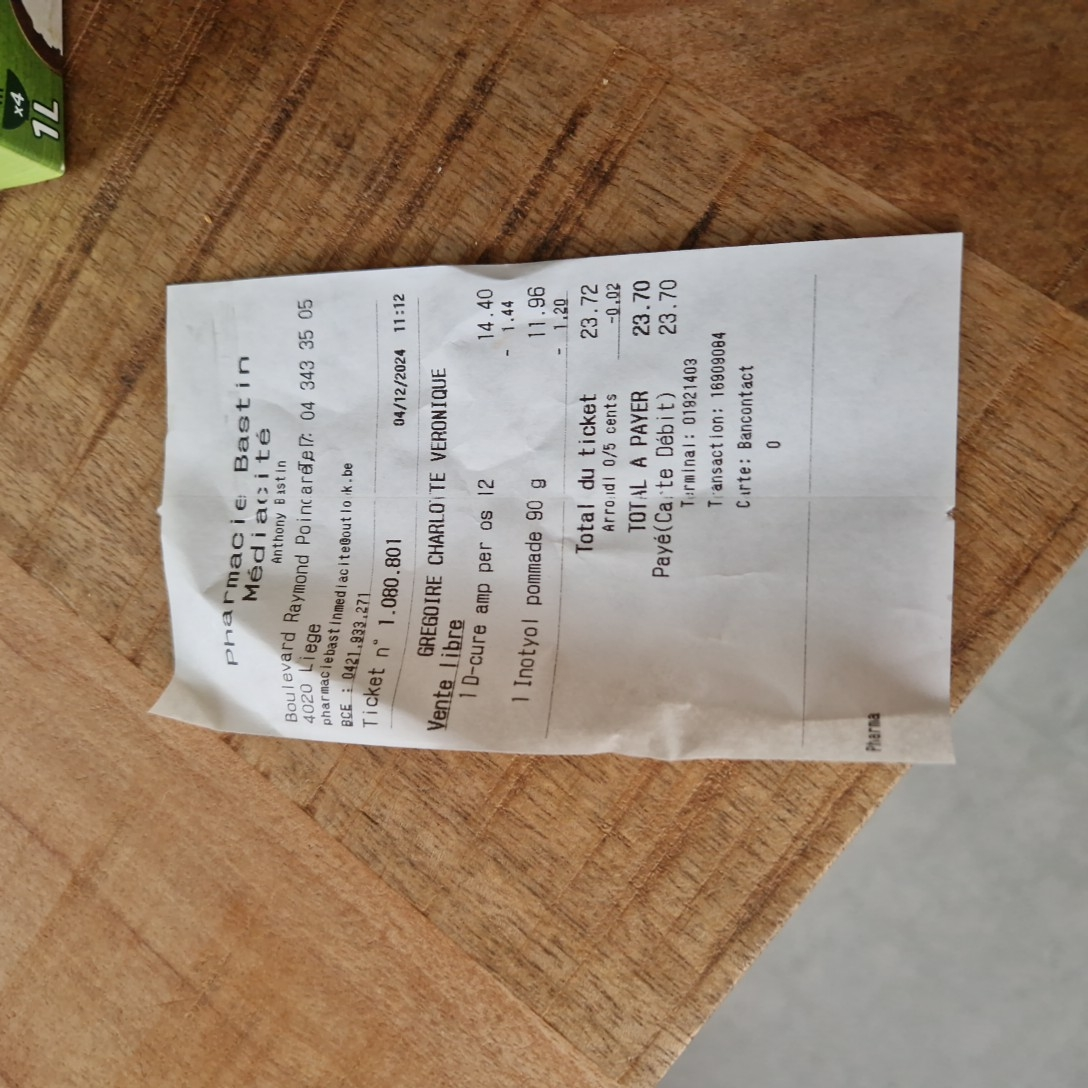 x4
1L
Pharmacie Bastin
Médiacité
Anthony Bastin
Boulevard Raymond Poincaré, 17: 04 343 35 05
4020 Liege
pharmaciebastinmediacite@outlook.be
BCE : 0421.933.271
Ticket n° 1.080.801 04/12/2024 11:12
GREGOIRE CHARLOTTE VERONIQUE
Vente libre
1 D-cure amp per os 12 14.40
- 1.44
1 Inotyol pommade 90 g 11.96
- 1.20
Total du ticket 23.72
Arrondi 0/5 cents -0.02
TOTAL A PAYER 23.70
Payé(Carte Débit) 23.70
Terminal: 01921403
Transaction: 16909084
Carte: Bancontact
0
Pharma